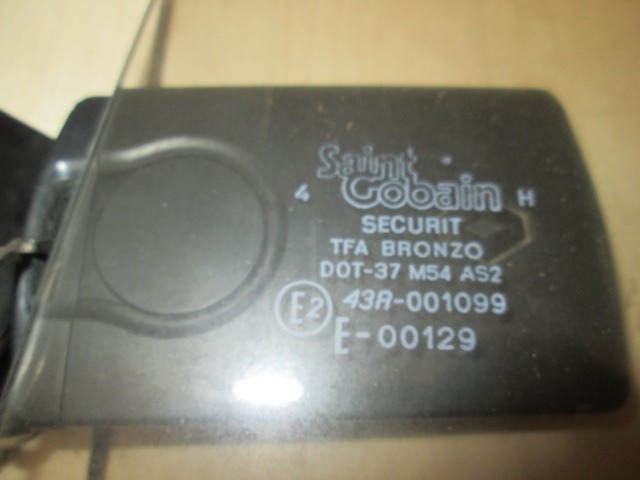 Saint
4 Gobain H
SECURIT
TFA BRONZO
DOT-37 M54 AS2
E2 43R-001099
E-00129